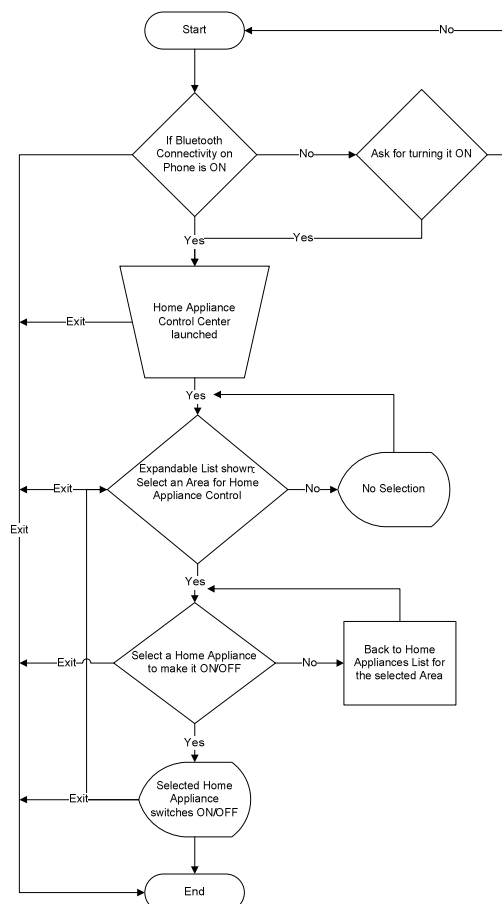 Start
No
If Bluetooth
Connectivity on
Phone is ON
No
Ask for turning it ON
Yes
Yes
Home Appliance
Control Center
launched
Exit
Yes
Expandable List shown;
Select an Area for Home
Appliance Control
Exit
No
No Selection
Exit
Yes
Select a Home Appliance
to make it ON/OFF
Exit
No
Back to Home
Appliances List for
the selected Area
Yes
Selected Home
Appliance
switches ON/OFF
Exit
End